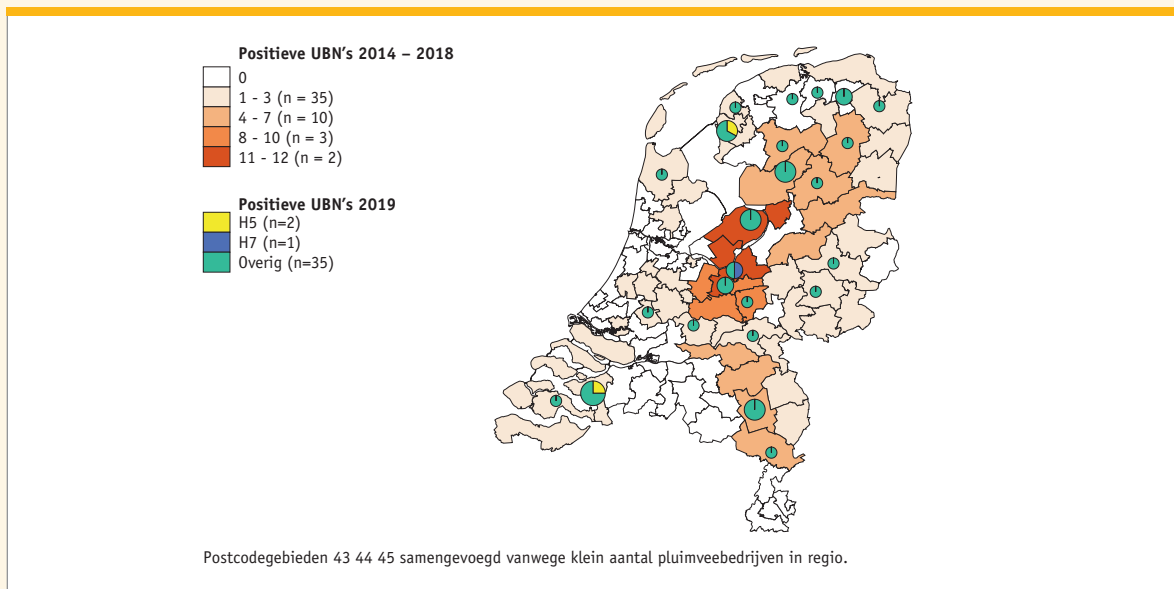 Positieve UBN's 2014 – 2018
0
1 - 3 (n = 35)
4 - 7 (n = 10)
8 - 10 (n = 3)
11 - 12 (n = 2)
Positieve UBN's 2019
H5 (n=2)
H7 (n=1)
Overig (n=35)
Postcodegebieden 43 44 45 samengevoegd vanwege klein aantal pluimveebedrijven in regio.